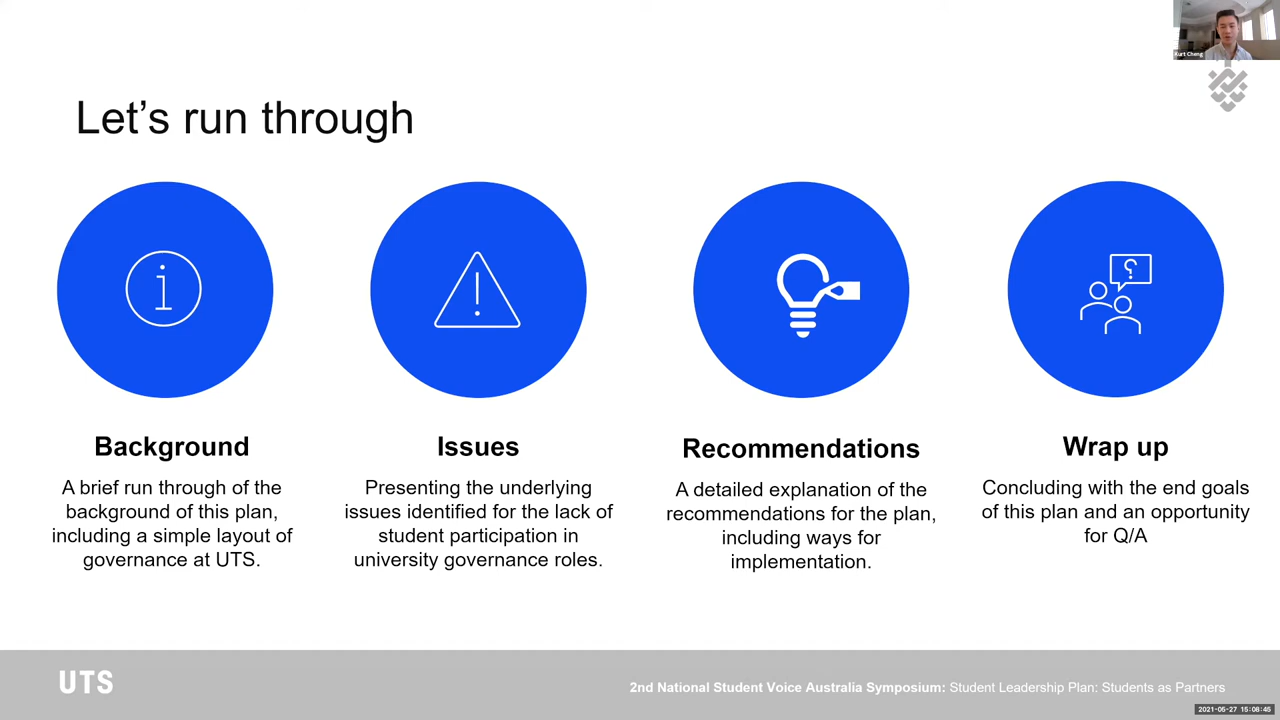 Kurt Cheng
Let’s run through
Background
A brief run through of the
background of this plan,
including a simple layout of
governance at UTS.
Issues
Presenting the underlying
issues identified for the lack of
student participation in
university governance roles.
Recommendations
A detailed explanation of the
recommendations for the plan,
including ways for
implementation.
Wrap up
Concluding with the end goals
of this plan and an opportunity
for Q/A
UTS
2nd National Student Voice Australia Symposium: Student Leadership Plan: Students as Partners
2021-05-27 15:08:45